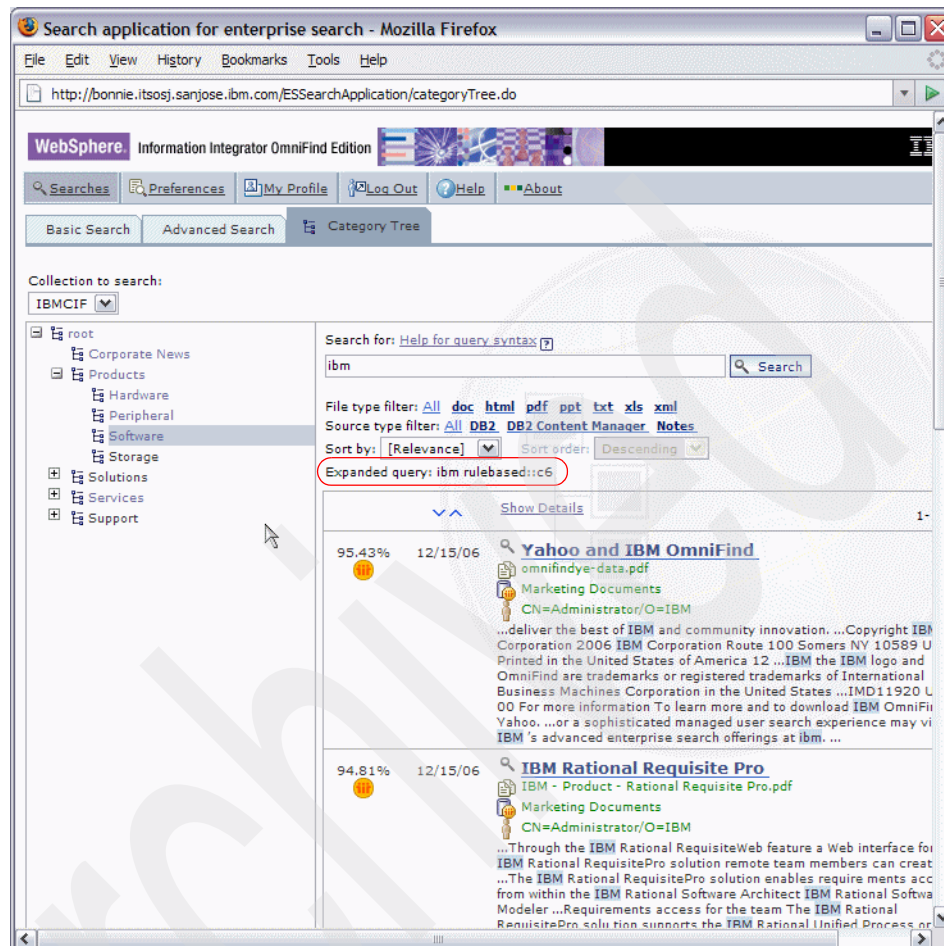 Search application for enterprise search - Mozilla Firefox
File Edit View History Bookmarks Tools Help
http://bonnie.itsosj.sanjose.ibm.com/ESSearchApplication/categoryTree.do
WebSphere. Information Integrator OmniFind Edition
Searches Preferences My Profile Log Out Help About
Basic Search Advanced Search Category Tree
Collection to search:
IBMCIF
root
Corporate News
Products
Hardware
Peripheral
Software
Storage
Solutions
Services
Support
Search for: Help for query syntax ?
ibm
Search
File type filter: All doc html pdf ppt txt xls xml
Source type filter: All DB2 DB2 Content Manager Notes
Sort by: [Relevance] Sort order: Descending
Expanded query: ibm rulebased::c6
Show Details 1-
95.43% 12/15/06 Yahoo and IBM OmniFind
omnifindye-data.pdf
Marketing Documents
CN=Administrator/O=IBM
...deliver the best of IBM and community innovation. ...Copyright IBM
Corporation 2006 IBM Corporation Route 100 Somers NY 10589 U
Printed in the United States of America 12 ...IBM the IBM logo and
OmniFind are trademarks or registered trademarks of International
Business Machines Corporation in the United States ...IMD11920 U
00 For more information To learn more and to download IBM OmniFi
Yahoo. ...or a sophisticated managed user search experience may vi
IBM 's advanced enterprise search offerings at ibm. ...
94.81% 12/15/06 IBM Rational Requisite Pro
IBM - Product - Rational Requisite Pro.pdf
Marketing Documents
CN=Administrator/O=IBM
...Through the IBM Rational RequisiteWeb feature a Web interface fo
IBM Rational RequisitePro solution remote team members can creat
...The IBM Rational RequisitePro solution enables require ments acc
from within the IBM Rational Software Architect IBM Rational Softwa
Modeler ...Requirements access for the team The IBM Rational
RequisitePro solu tion supports the IBM Rational Unified Process or